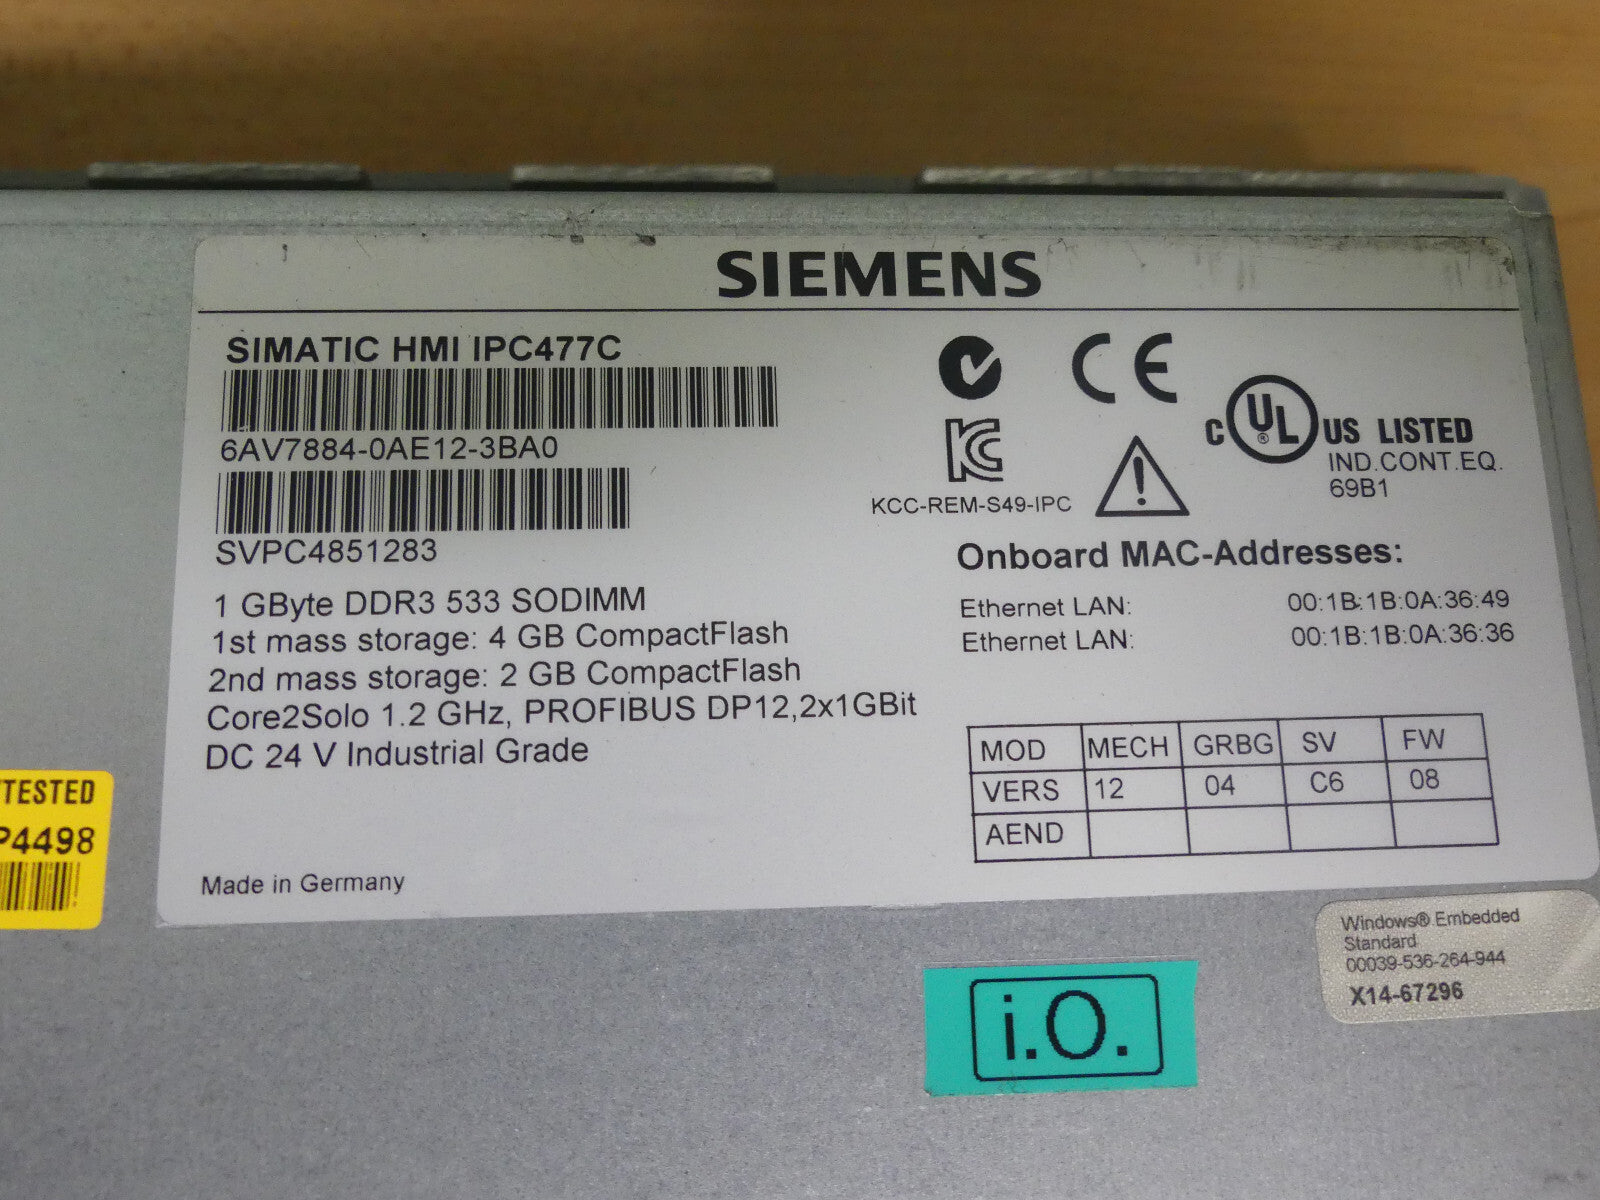 SIEMENS
SIMATIC HMI IPC477C
6AV7884-0AE12-3BA0
SVPC4851283
1 GByte DDR3 533 SODIMM
1st mass storage: 4 GB CompactFlash
2nd mass storage: 2 GB CompactFlash
Core2Solo 1.2 GHz, PROFIBUS DP12,2x1GBit
DC 24 V Industrial Grade
Made in Germany
CE
KC
KCC-REM-S49-IPC
C UL® US LISTED
IND.CONT.EQ.
69B1
Onboard MAC-Addresses:
Ethernet LAN: 00:1B:1B:0A:36:49
Ethernet LAN: 00:1B:1B:0A:36:36
MOD MECH GRBG SV FW
VERS 12 04 C6 08
AEND
TESTED
P4498
i.O.
Windows® Embedded
Standard
00039-536-264-944
X14-67296